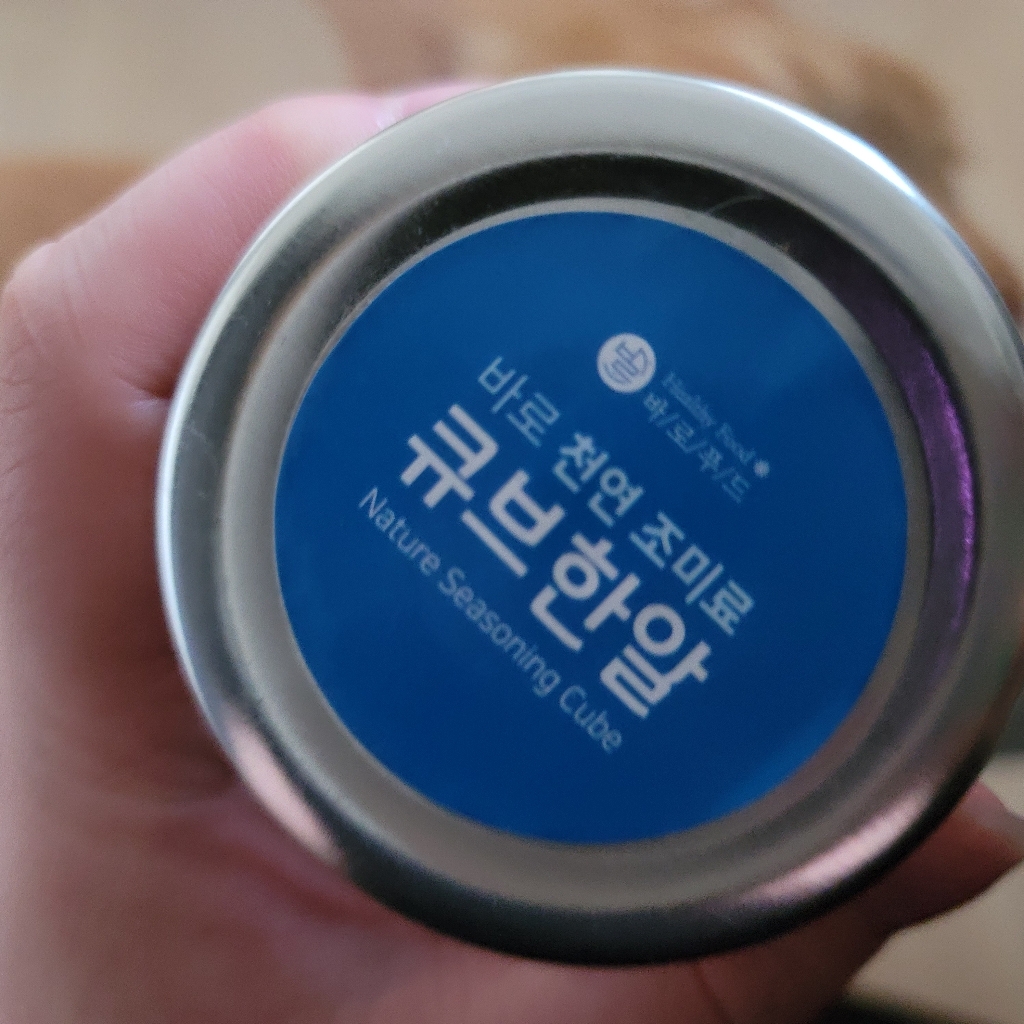 Healthy Food
바/로/푸/드
바로 천연 조미료
큐브한알
Nature Seasoning Cube